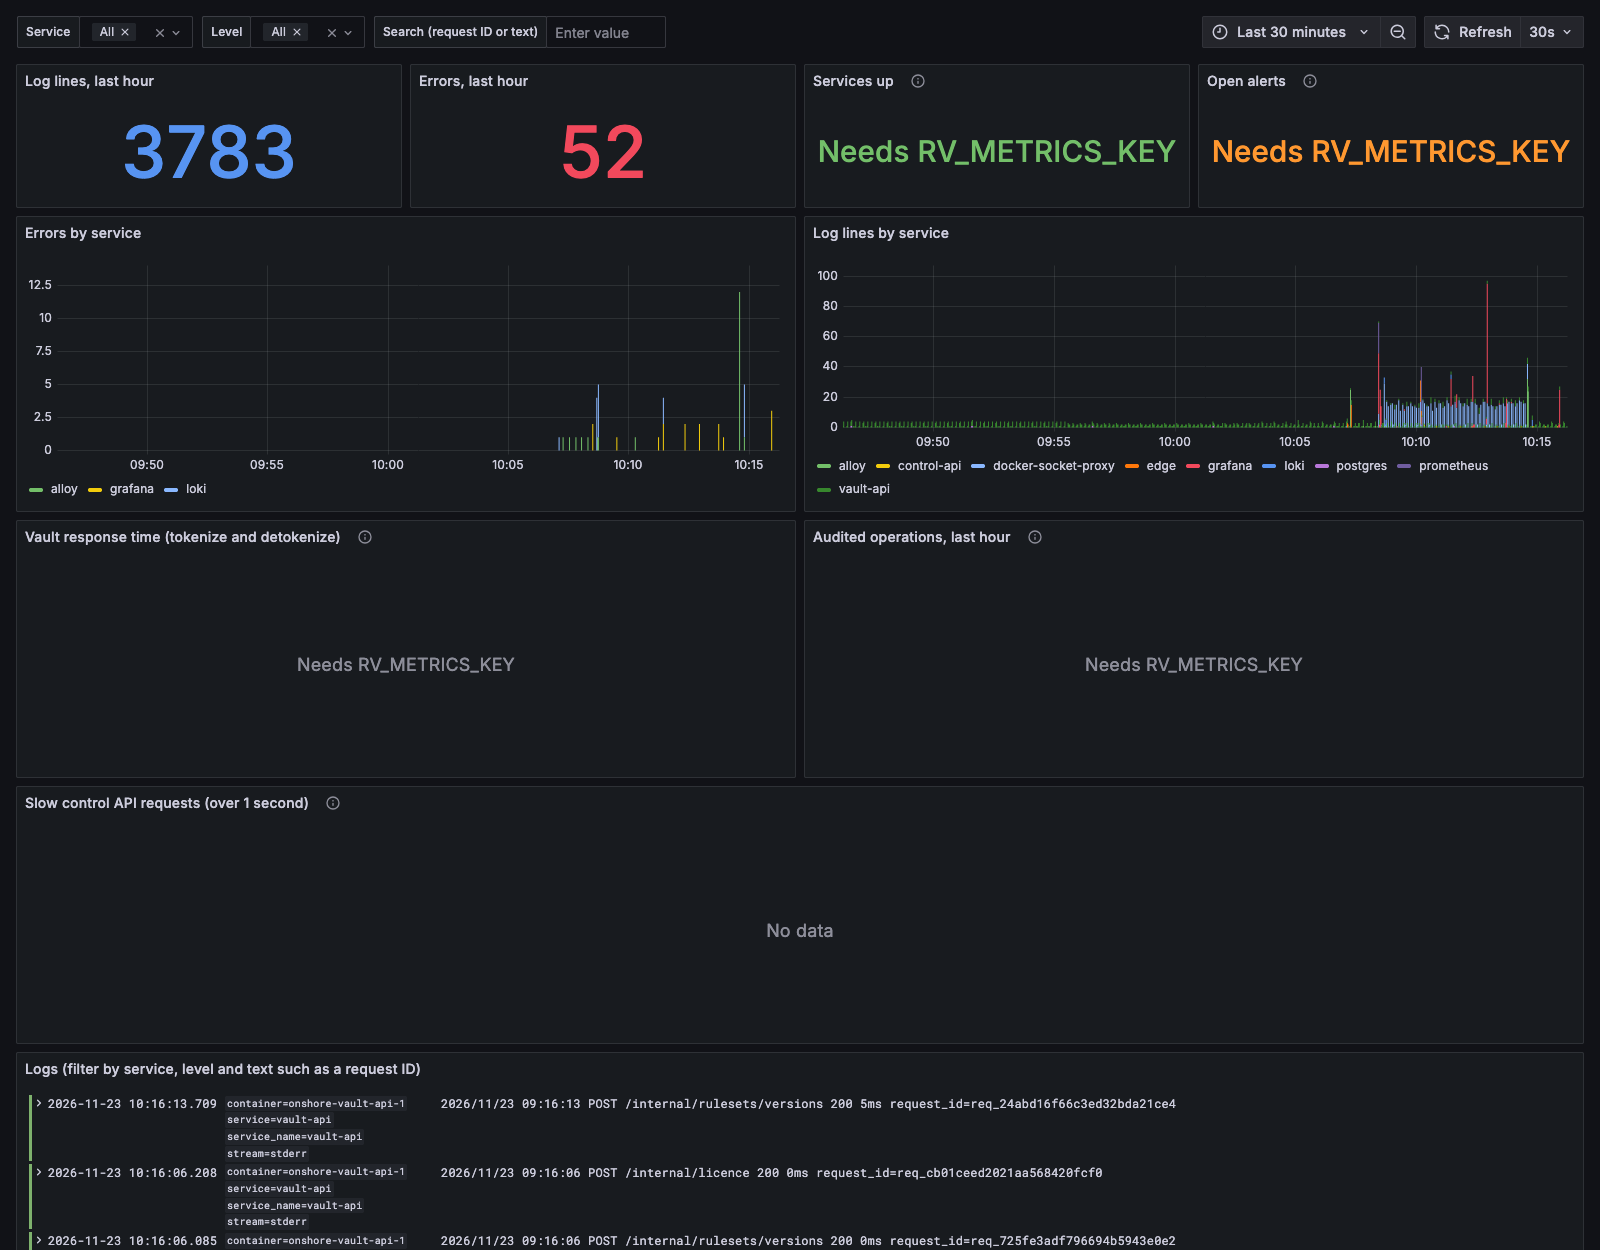 Service All Level All Search (request ID or text) Enter value Last 30 minutes Refresh 30s
Log lines, last hour
3783
Errors, last hour
52
Services up
Needs RV_METRICS_KEY
Open alerts
Needs RV_METRICS_KEY
Errors by service
12.5
10
7.5
5
2.5
0
09:50 09:55 10:00 10:05 10:10 10:15
alloy grafana loki
Log lines by service
100
80
60
40
20
0
09:50 09:55 10:00 10:05 10:10 10:15
alloy control-api docker-socket-proxy edge grafana loki postgres prometheus
vault-api
Vault response time (tokenize and detokenize)
Needs RV_METRICS_KEY
Audited operations, last hour
Needs RV_METRICS_KEY
Slow control API requests (over 1 second)
No data
Logs (filter by service, level and text such as a request ID)
2026-11-23 10:16:13.709 container=onshore-vault-api-1 2026/11/23 09:16:13 POST /internal/rulesets/versions 200 5ms request_id=req_24abd16f66c3ed32bda21ce4
service=vault-api
service_name=vault-api
stream=stderr
2026-11-23 10:16:06.208 container=onshore-vault-api-1 2026/11/23 09:16:06 POST /internal/licence 200 0ms request_id=req_cb01ceed2021aa568420fcf0
service=vault-api
service_name=vault-api
stream=stderr
2026-11-23 10:16:06.085 container=onshore-vault-api-1 2026/11/23 09:16:06 POST /internal/rulesets/versions 200 0ms request_id=req_725fe3adf796694b5943e0e2